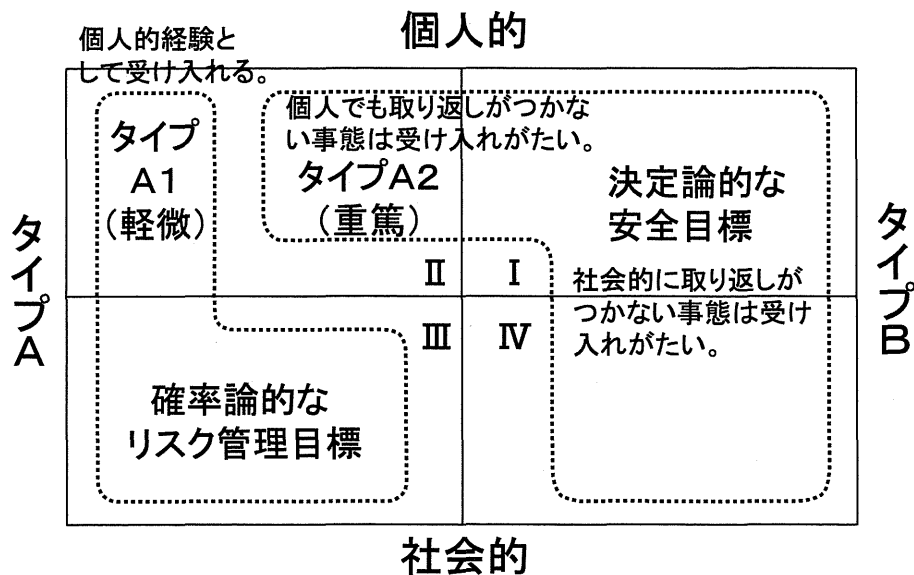 個人的
個人的経験と
して受け入れる。
タイプ
A1
(軽微)
個人でも取り返しがつかな
い事態は受け入れがたい。
タイプA2
(重篤)
決定論的な
安全目標
タイプA
タイプB
Ⅱ
Ⅰ
社会的に取り返しが
つかない事態は受け
入れがたい。
Ⅲ
Ⅳ
確率論的な
リスク管理目標
社会的